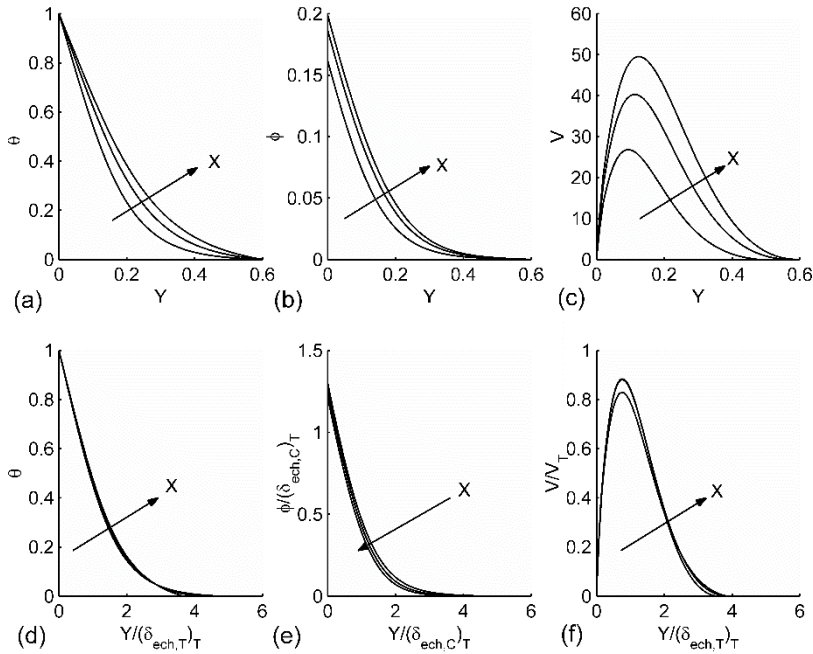 1
0.8
0.6
0.4
0.2
0
θ
X
0 0.2 0.4 0.6
(a) Y
0.2
0.15
0.1
0.05
0
ϕ
X
0 0.2 0.4 0.6
(b) Y
60
50
40
30
20
10
0
V
X
0 0.2 0.4 0.6
(c) Y
1
0.8
0.6
0.4
0.2
0
θ
X
0 2 4 6
(d) Y/(δech,T)T
1.5
1
0.5
0
ϕ/(δech,C)T
X
0 2 4 6
(e) Y/(δech,C)T
1
0.8
0.6
0.4
0.2
0
V/VT
X
0 2 4 6
(f) Y/(δech,T)T